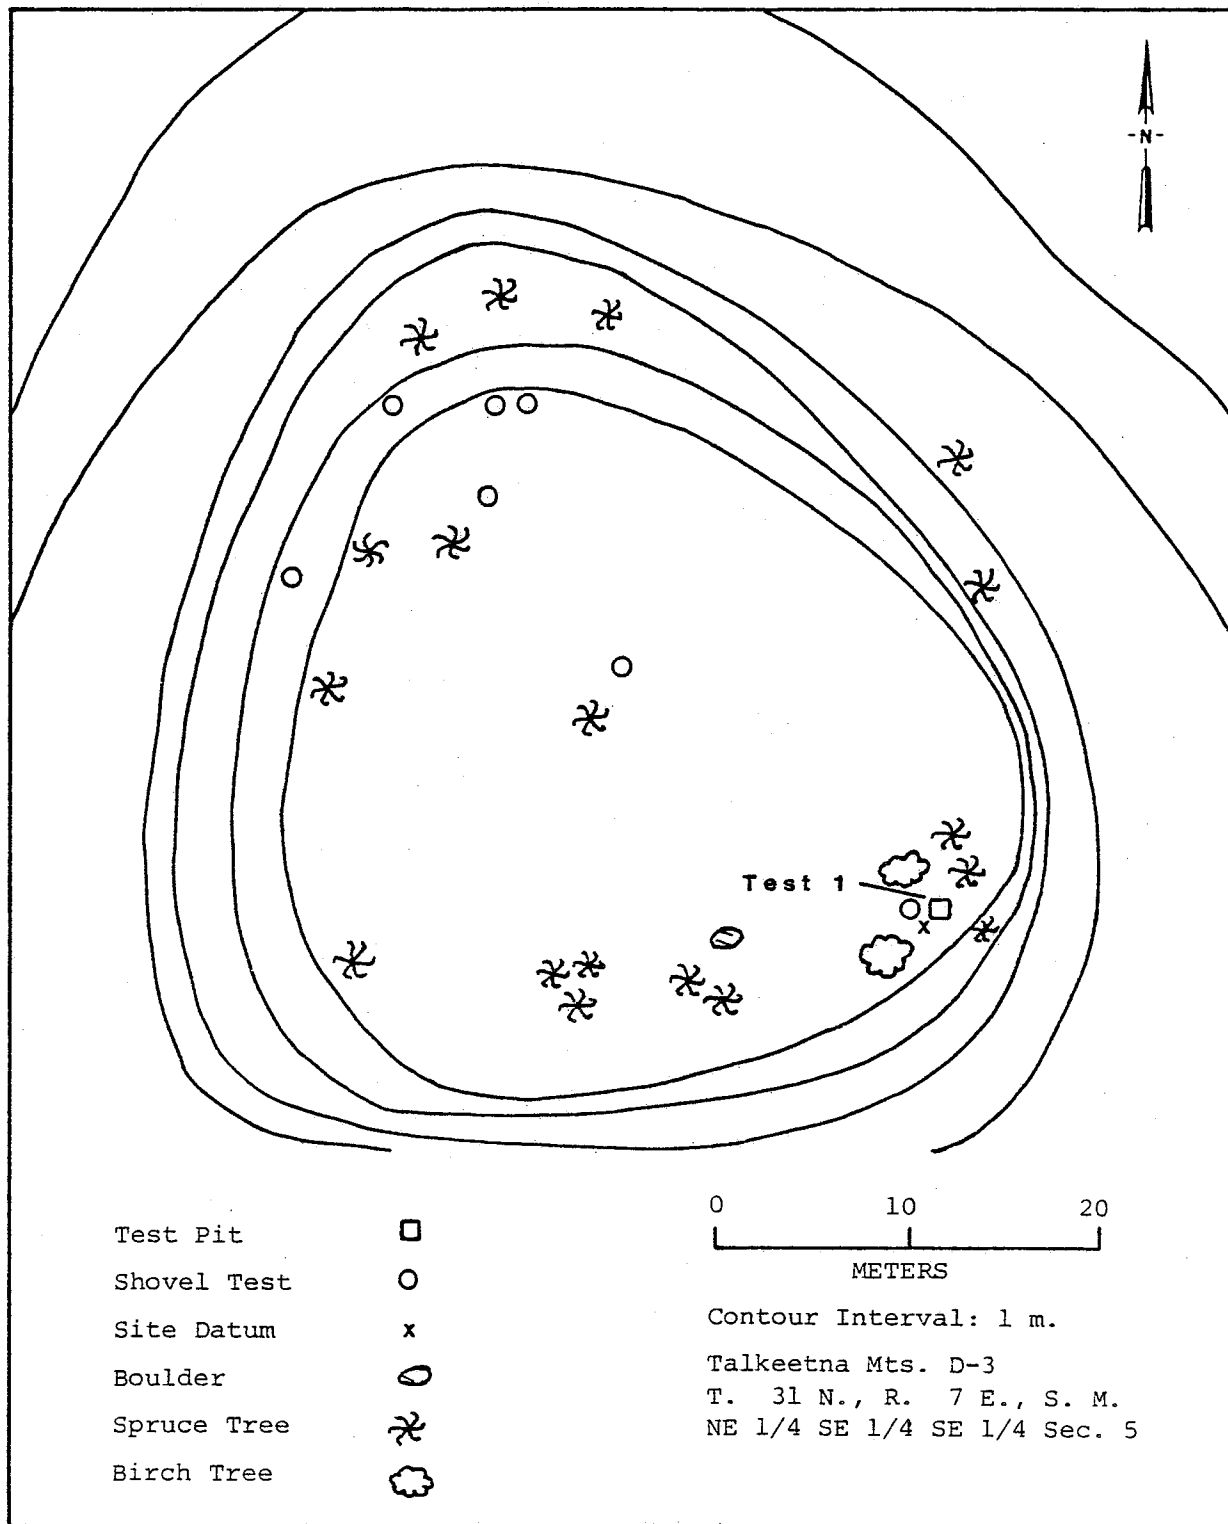 -N-
Test 1
Test Pit
Shovel Test
Site Datum x
Boulder
Spruce Tree
Birch Tree
0 10 20
METERS
Contour Interval: 1 m.
Talkeetna Mts. D-3
T. 31 N., R. 7 E., S. M.
NE 1/4 SE 1/4 SE 1/4 Sec. 5